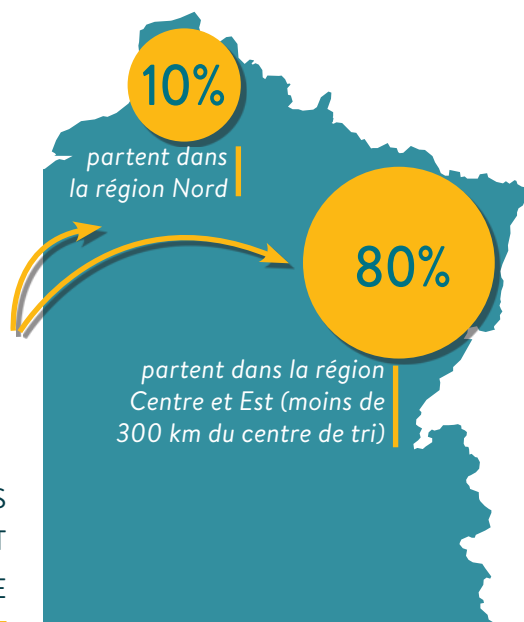 10%
partent dans
la région Nord
80%
partent dans la région
Centre et Est (moins de
300 km du centre de tri)
S
T
E